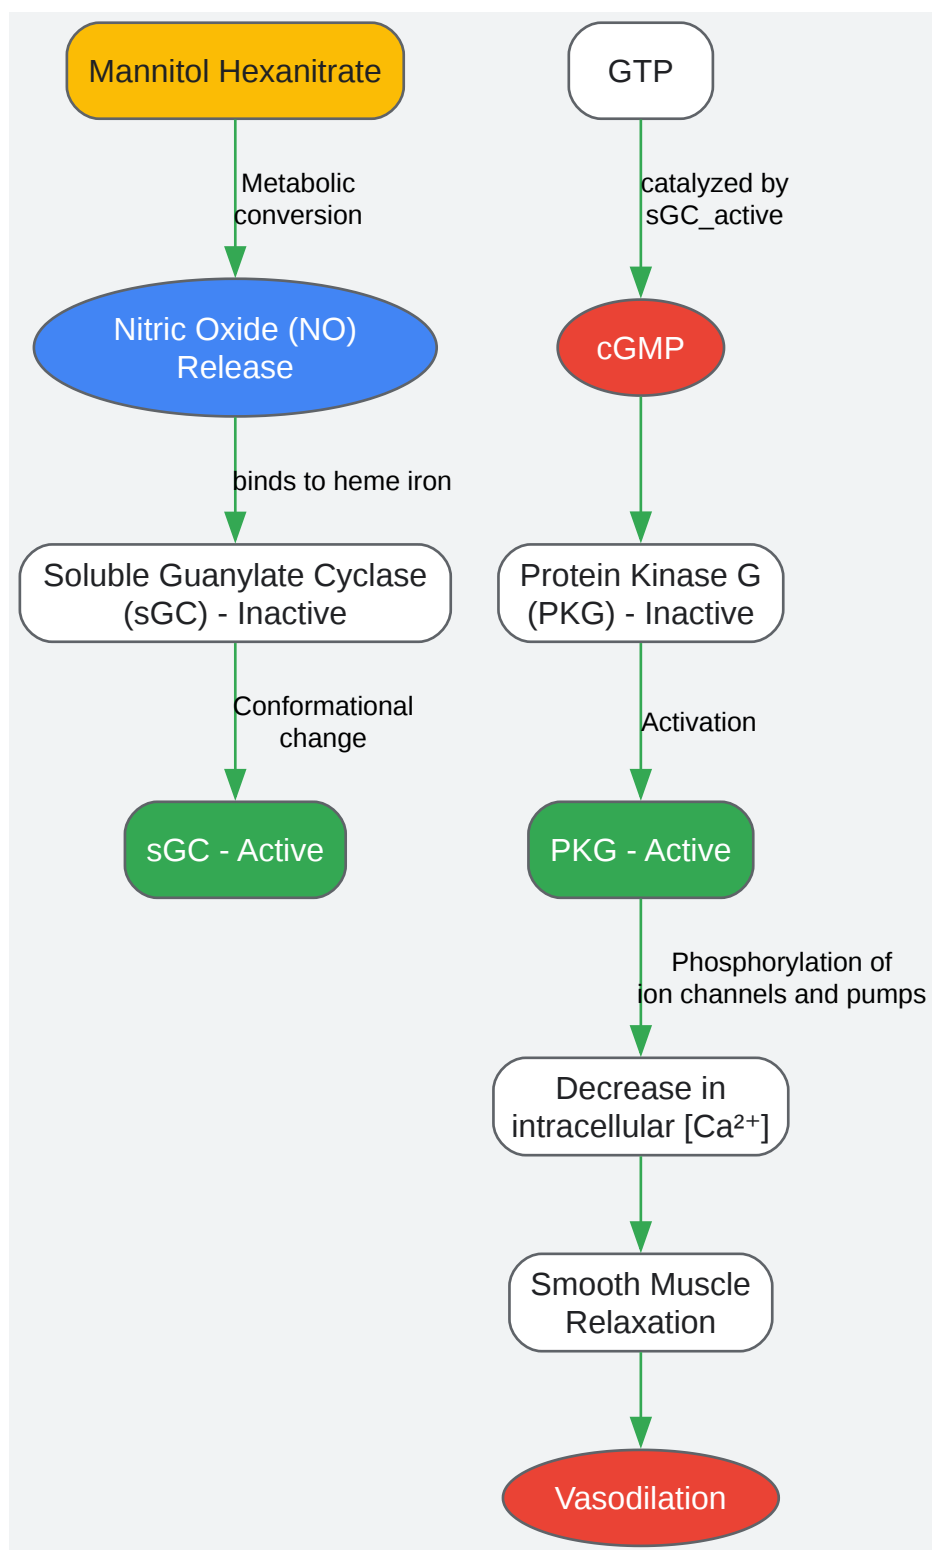 Mannitol Hexanitrate
Metabolic
conversion
Nitric Oxide (NO)
Release
binds to heme iron
Soluble Guanylate Cyclase
(sGC) - Inactive
Conformational
change
sGC - Active
GTP
catalyzed by
sGC_active
cGMP
Protein Kinase G
(PKG) - Inactive
Activation
PKG - Active
Phosphorylation of
ion channels and pumps
Decrease in
intracellular [Ca²⁺]
Smooth Muscle
Relaxation
Vasodilation